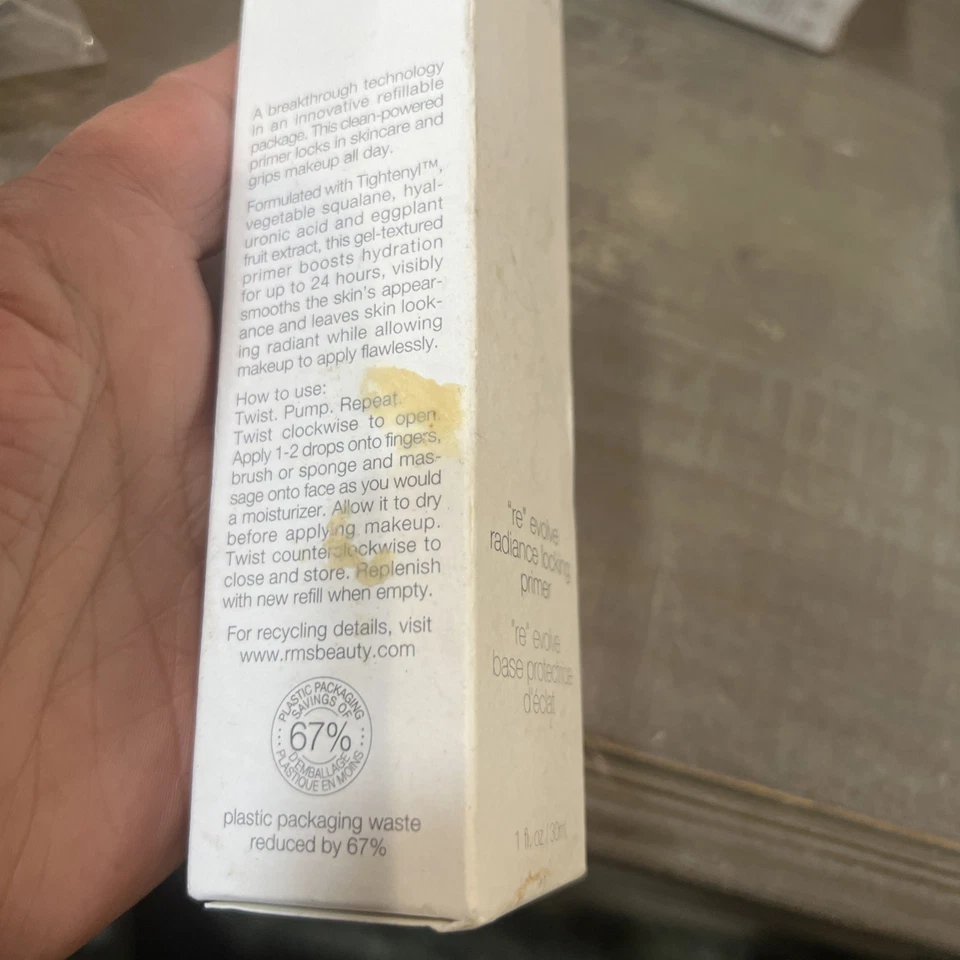 A breakthrough technology
in an innovative refillable
package. This clean-powered
primer locks in skincare and
grips makeup all day.
Formulated with Tightenyl™,
vegetable squalane, hyal-
uronic acid and eggplant
fruit extract, this gel-textured
primer boosts hydration
for up to 24 hours, visibly
smooths the skin's appear-
ance and leaves skin look-
ing radiant while allowing
makeup to apply flawlessly.
How to use:
Twist. Pump. Repeat.
Twist clockwise to open.
Apply 1-2 drops onto fingers,
brush or sponge and mas-
sage onto face as you would
a moisturizer. Allow it to dry
before applying makeup.
Twist counterclockwise to
close and store. Replenish
with new refill when empty.
For recycling details, visit
www.rmsbeauty.com
PLASTIC PACKAGING
SAVINGS OF
67%
D'EMBALLAGE
PLASTIQUE EN MOINS
plastic packaging waste
reduced by 67%
"re" evolve
radiance locking
primer
"re" evolve
base protectrice
d'éclat
1 fl. oz / 30ml